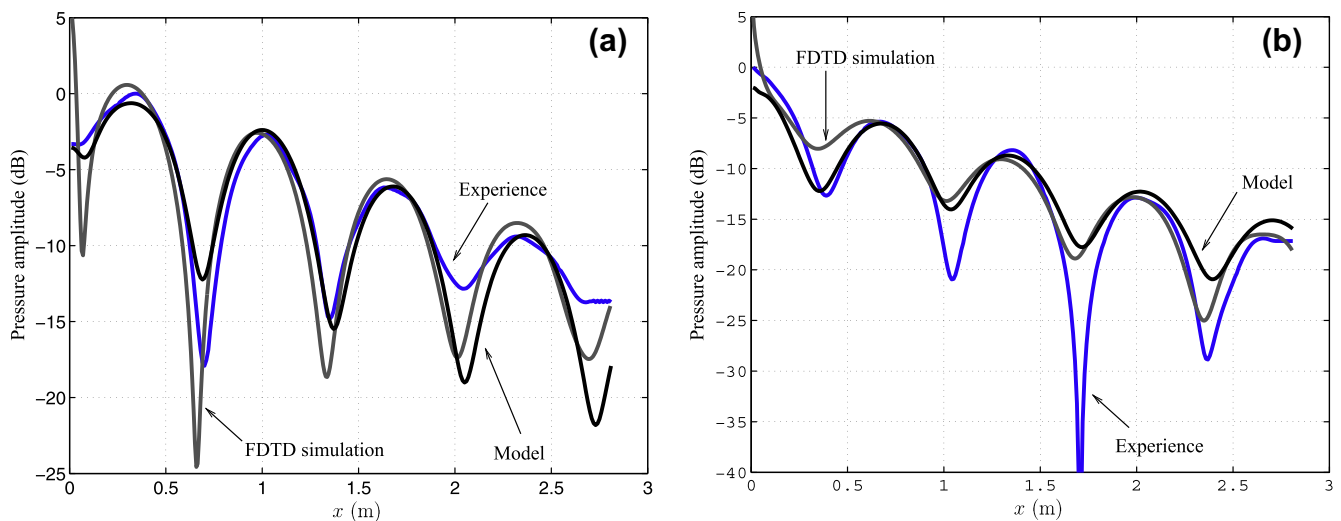 (a)
5
0
−5
−10
−15
−20
−25
Pressure amplitude (dB)
Experience
FDTD simulation
Model
0 0.5 1 1.5 2 2.5 3
x (m)
(b)
5
0
−5
−10
−15
−20
−25
−30
−35
−40
Pressure amplitude (dB)
FDTD simulation
Model
Experience
0 0.5 1 1.5 2 2.5 3
x (m)